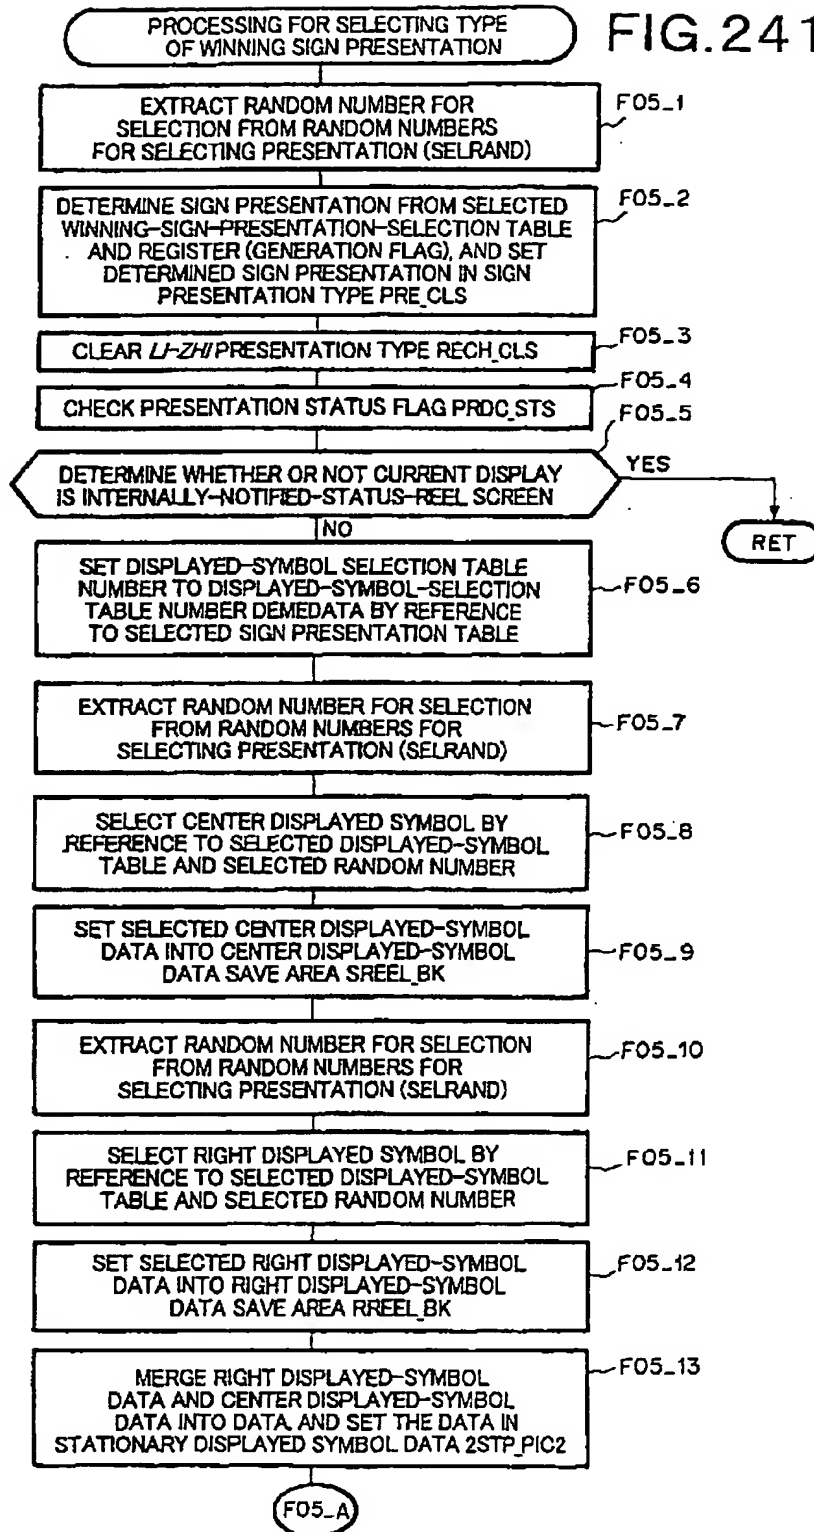 PROCESSING FOR SELECTING TYPE
OF WINNING SIGN PRESENTATION
FIG.241
EXTRACT RANDOM NUMBER FOR
SELECTION FROM RANDOM NUMBERS
FOR SELECTING PRESENTATION (SELRAND)
F05_1
DETERMINE SIGN PRESENTATION FROM SELECTED
WINNING-SIGN-PRESENTATION-SELECTION TABLE
AND REGISTER (GENERATION FLAG), AND SET
DETERMINED SIGN PRESENTATION IN SIGN
PRESENTATION TYPE PRE_CLS
F05_2
CLEAR LI-ZHI PRESENTATION TYPE RECH_CLS
F05_3
CHECK PRESENTATION STATUS FLAG PRDC_STS
F05_4
DETERMINE WHETHER OR NOT CURRENT DISPLAY
IS INTERNALLY-NOTIFIED-STATUS-REEL SCREEN
F05_5
YES
RET
NO
SET DISPLAYED-SYMBOL SELECTION TABLE
NUMBER TO DISPLAYED-SYMBOL-SELECTION
TABLE NUMBER DEMEDATA BY REFERENCE
TO SELECTED SIGN PRESENTATION TABLE
F05_6
EXTRACT RANDOM NUMBER FOR SELECTION
FROM RANDOM NUMBERS FOR
SELECTING PRESENTATION (SELRAND)
F05_7
SELECT CENTER DISPLAYED SYMBOL BY
REFERENCE TO SELECTED DISPLAYED-SYMBOL
TABLE AND SELECTED RANDOM NUMBER
F05_8
SET SELECTED CENTER DISPLAYED-SYMBOL
DATA INTO CENTER DISPLAYED-SYMBOL
DATA SAVE AREA SREEL_BK
F05_9
EXTRACT RANDOM NUMBER FOR SELECTION
FROM RANDOM NUMBERS FOR
SELECTING PRESENTATION (SELRAND)
F05_10
SELECT RIGHT DISPLAYED SYMBOL BY
REFERENCE TO SELECTED DISPLAYED-SYMBOL
TABLE AND SELECTED RANDOM NUMBER
F05_11
SET SELECTED RIGHT DISPLAYED-SYMBOL
DATA INTO RIGHT DISPLAYED-SYMBOL
DATA SAVE AREA RREEL_BK
F05_12
MERGE RIGHT DISPLAYED-SYMBOL
DATA AND CENTER DISPLAYED-SYMBOL
DATA INTO DATA, AND SET THE DATA IN
STATIONARY DISPLAYED SYMBOL DATA 2STP_PIC2
F05_13
F05_A